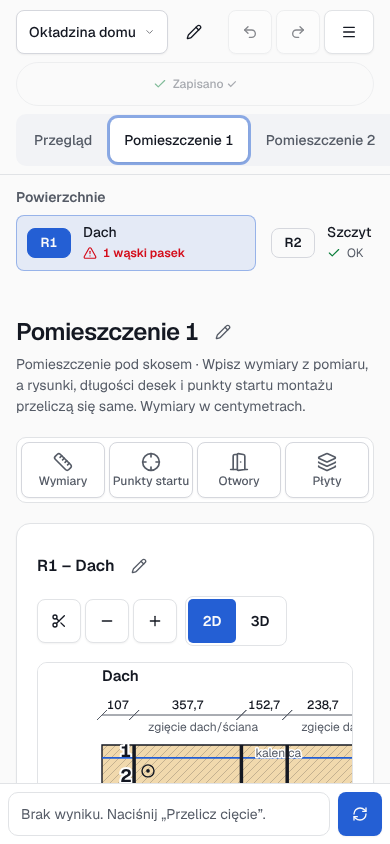 Okładzina domu
Zapisano
Przegląd Pomieszczenie 1 Pomieszczenie 2
Powierzchnie
R1 Dach
1 wąski pasek
R2 Szczyt
OK
Pomieszczenie 1
Pomieszczenie pod skosem · Wpisz wymiary z pomiaru,
a rysunki, długości desek i punkty startu montażu
przeliczą się same. Wymiary w centymetrach.
Wymiary Punkty startu Otwory Płyty
R1 – Dach
2D 3D
Dach
107 357,7 152,7 238,7
zgięcie dach/ściana zgięcie da
kalenica
1
2
Brak wyniku. Naciśnij „Przelicz cięcie”.